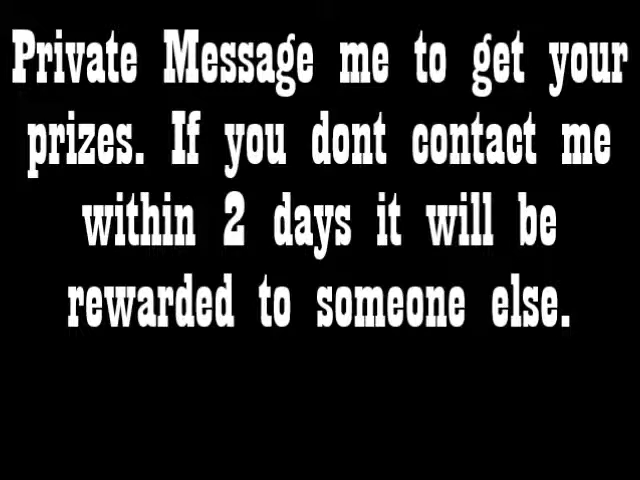 Private Message me to get your
prizes. If you dont contact me
within 2 days it will be
rewarded to someone else.